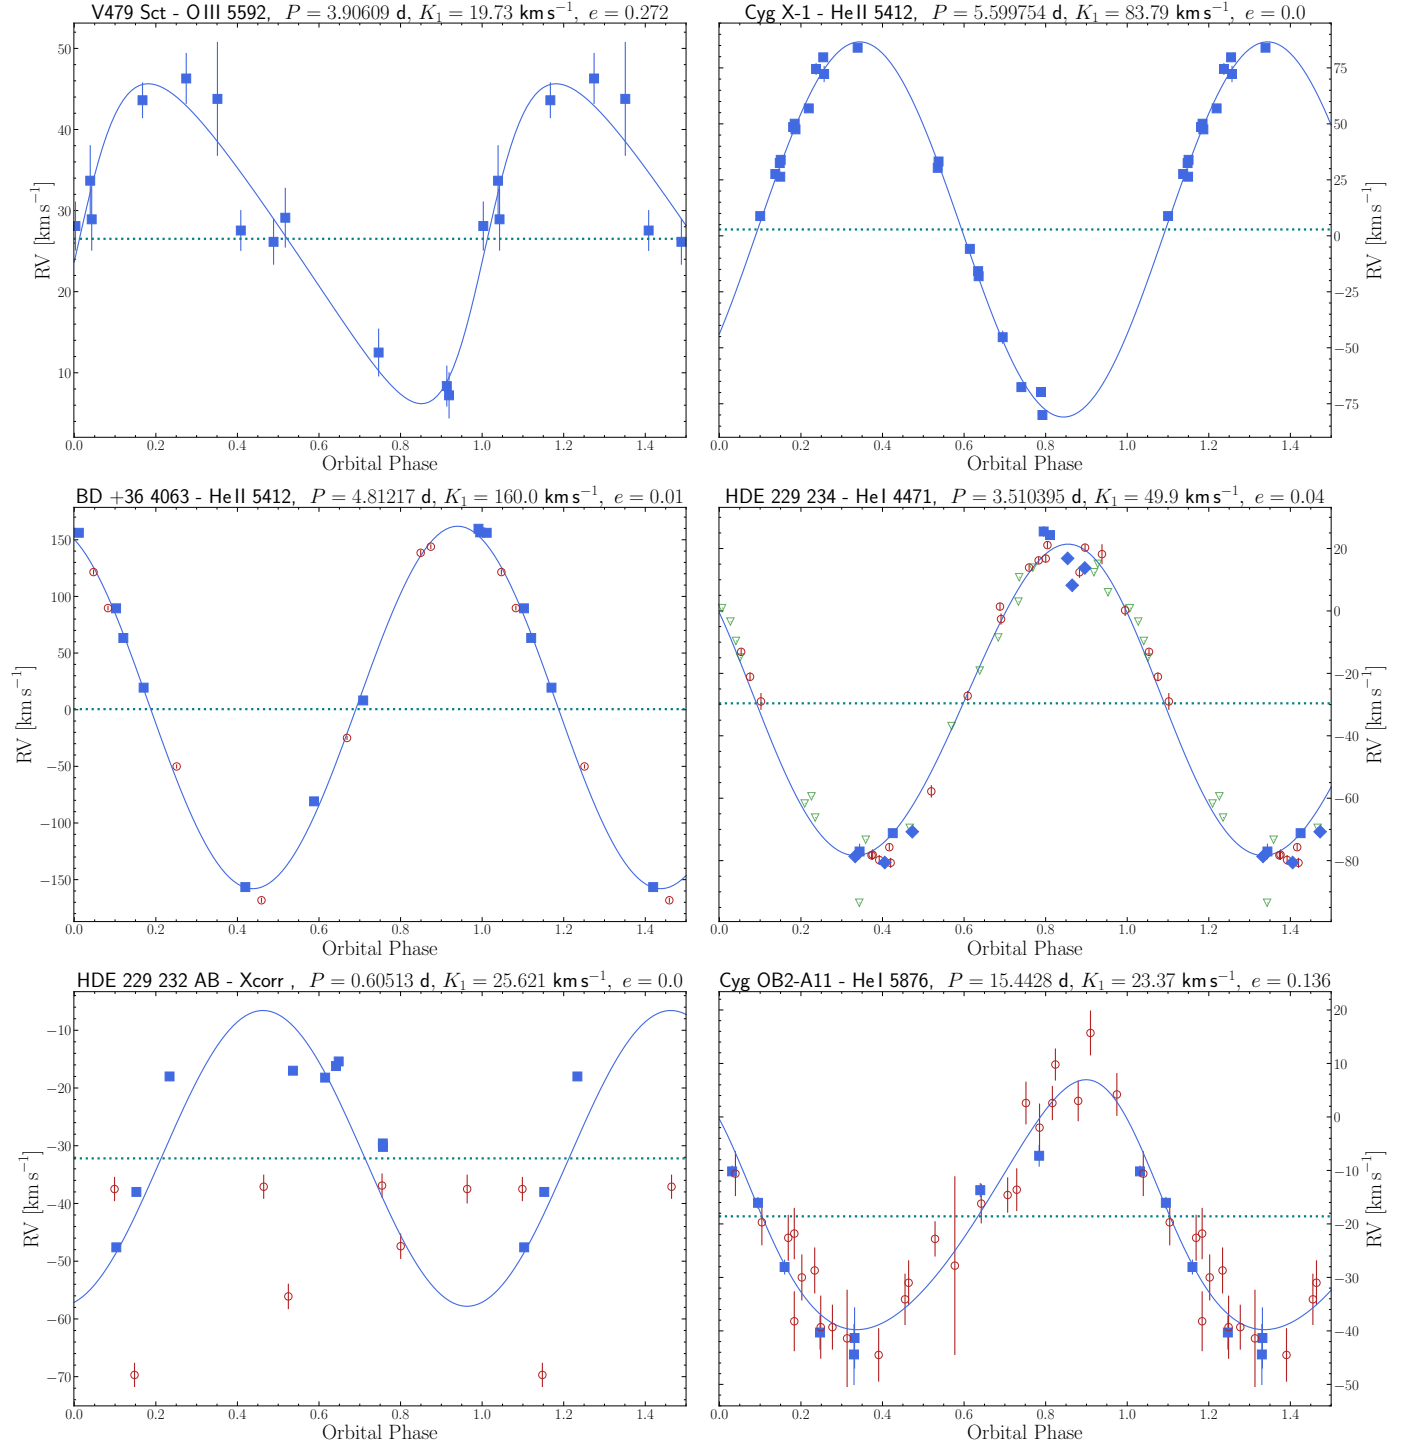 V479 Sct - O III 5592, P = 3.90609 d, K₁ = 19.73 km s⁻¹, e = 0.272
50
40
30
20
10
RV [km s⁻¹]
0.0 0.2 0.4 0.6 0.8 1.0 1.2 1.4
Orbital Phase
Cyg X-1 - He II 5412, P = 5.599754 d, K₁ = 83.79 km s⁻¹, e = 0.0
75
50
25
0
−25
−50
−75
RV [km s⁻¹]
0.0 0.2 0.4 0.6 0.8 1.0 1.2 1.4
Orbital Phase
BD +36 4063 - He II 5412, P = 4.81217 d, K₁ = 160.0 km s⁻¹, e = 0.01
150
100
50
0
−50
−100
−150
RV [km s⁻¹]
0.0 0.2 0.4 0.6 0.8 1.0 1.2 1.4
Orbital Phase
HDE 229 234 - He I 4471, P = 3.510395 d, K₁ = 49.9 km s⁻¹, e = 0.04
20
0
−20
−40
−60
−80
RV [km s⁻¹]
0.0 0.2 0.4 0.6 0.8 1.0 1.2 1.4
Orbital Phase
HDE 229 232 AB - Xcorr , P = 0.60513 d, K₁ = 25.621 km s⁻¹, e = 0.0
−10
−20
−30
−40
−50
−60
−70
RV [km s⁻¹]
0.0 0.2 0.4 0.6 0.8 1.0 1.2 1.4
Orbital Phase
Cyg OB2-A11 - He I 5876, P = 15.4428 d, K₁ = 23.37 km s⁻¹, e = 0.136
20
10
0
−10
−20
−30
−40
−50
RV [km s⁻¹]
0.0 0.2 0.4 0.6 0.8 1.0 1.2 1.4
Orbital Phase